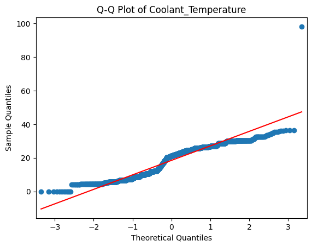 Q-Q Plot of Coolant_Temperature
100
80
60
40
20
0
Sample Quantiles
−3 −2 −1 0 1 2 3
Theoretical Quantiles